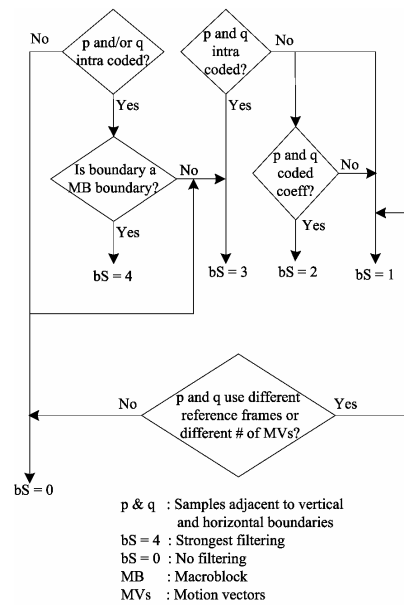 No
p and/or q
intra coded?
Yes
Is boundary a
MB boundary?
No
Yes
bS = 4
p and q
intra
coded?
No
Yes
bS = 3
p and q
coded
coeff?
No
Yes
bS = 2
bS = 1
No
p and q use different
reference frames or
different # of MVs?
Yes
bS = 0
p & q : Samples adjacent to vertical
and horizontal boundaries
bS = 4 : Strongest filtering
bS = 0 : No filtering
MB : Macroblock
MVs : Motion vectors